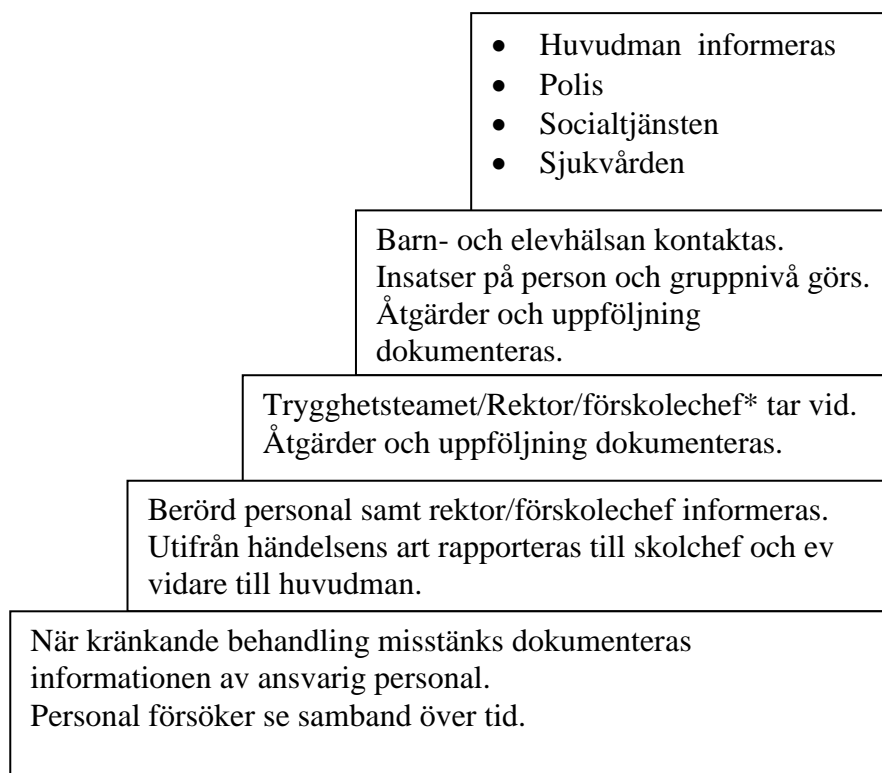 • Huvudman informeras
• Polis
• Socialtjänsten
• Sjukvården
Barn- och elevhälsan kontaktas.
Insatser på person och gruppnivå görs.
Åtgärder och uppföljning
dokumenteras.
Trygghetsteamet/Rektor/förskolechef* tar vid.
Åtgärder och uppföljning dokumenteras.
Berörd personal samt rektor/förskolechef informeras.
Utifrån händelsens art rapporteras till skolchef och ev
vidare till huvudman.
När kränkande behandling misstänks dokumenteras
informationen av ansvarig personal.
Personal försöker se samband över tid.